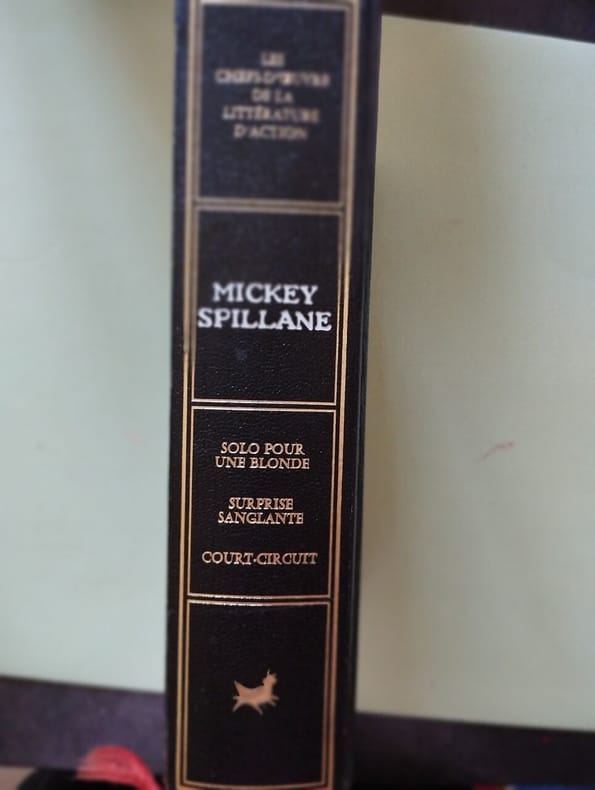 LES
CHEFS-D'ŒUVRE
DE LA
LITTÉRATURE
D'ACTION
MICKEY
SPILLANE
SOLO POUR
UNE BLONDE
SURPRISE
SANGLANTE
COURT-CIRCUIT